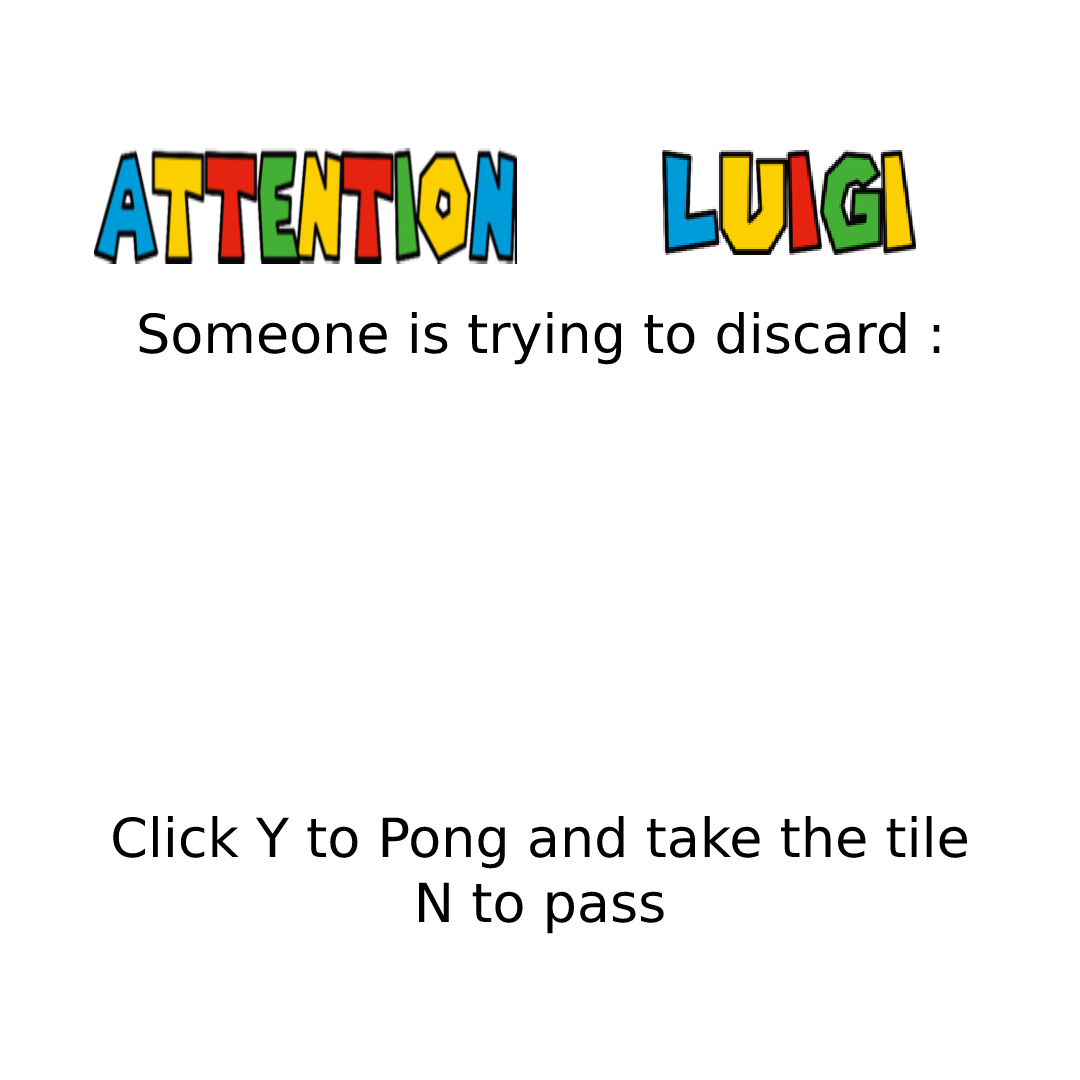 ATTENTION LUIGI
Someone is trying to discard :
Click Y to Pong and take the tile
N to pass